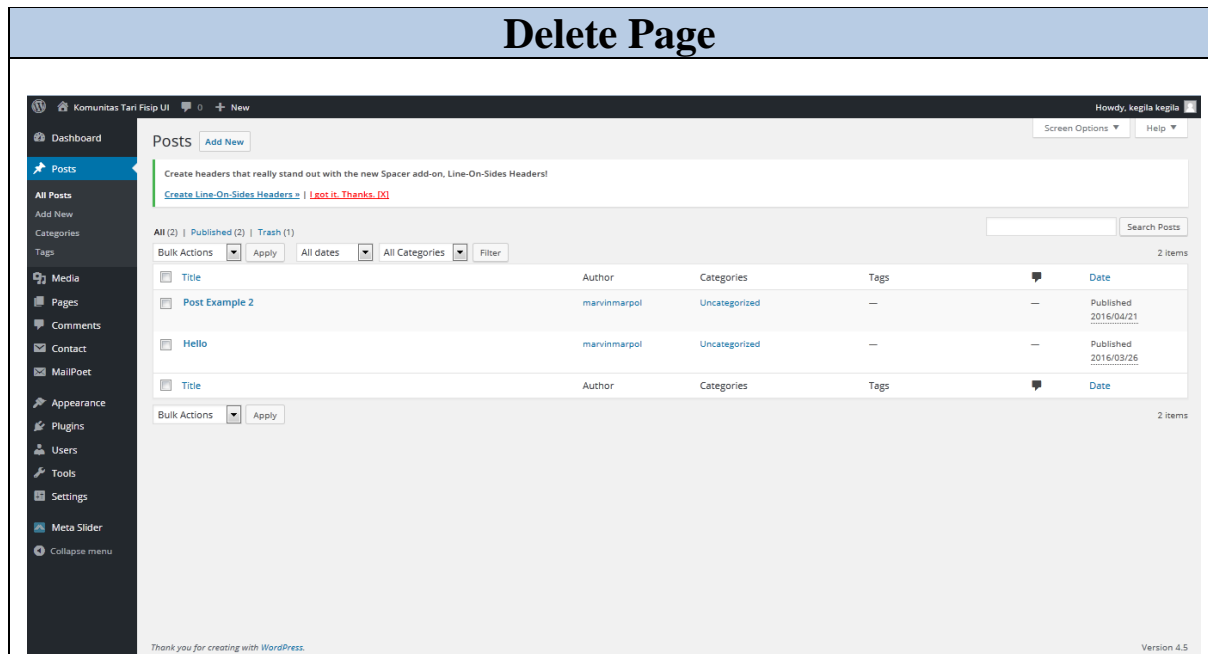 Delete Page
Komunitas Tari Fisip UI 0 + New Howdy, kegila kegila
Dashboard
Posts Add New Screen Options ▼ Help ▼
Posts
Create headers that really stand out with the new Spacer add-on, Line-On-Sides Headers!
Create Line-On-Sides Headers » | I got it. Thanks. [X]
All Posts
Add New
Categories
Tags
All (2) | Published (2) | Trash (1) Search Posts
Bulk Actions Apply All dates All Categories Filter 2 items
Title Author Categories Tags Date
Post Example 2 marvinmarpol Uncategorized — — Published
2016/04/21
Hello marvinmarpol Uncategorized — — Published
2016/03/26
Title Author Categories Tags Date
Bulk Actions Apply 2 items
Media
Pages
Comments
Contact
MailPoet
Appearance
Plugins
Users
Tools
Settings
Meta Slider
Collapse menu
Thank you for creating with WordPress. Version 4.5